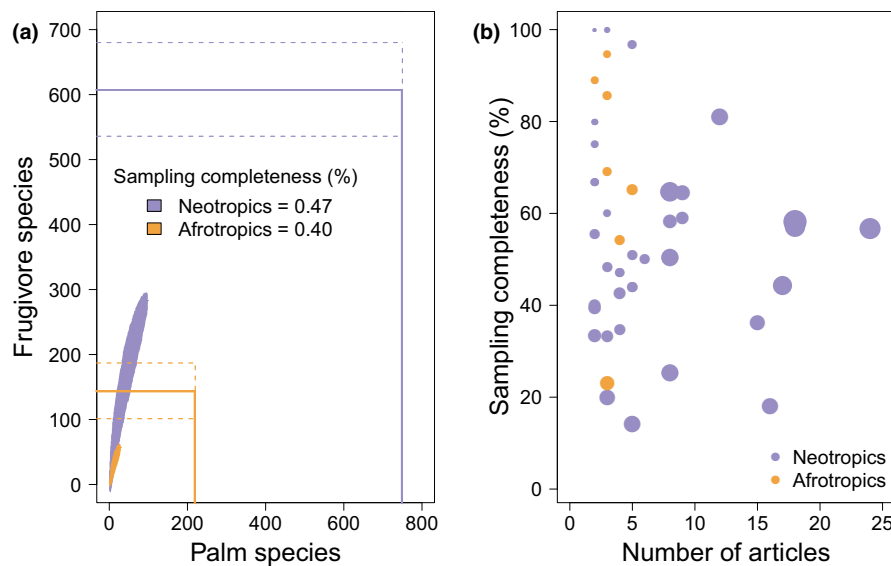 (a)
700
600
500
400
300
200
100
0
Frugivore species
Sampling completeness (%)
Neotropics = 0.47
Afrotropics = 0.40
0 200 400 600 800
Palm species
(b)
100
80
60
40
20
0
Sampling completeness (%)
Neotropics
Afrotropics
0 5 10 15 20 25
Number of articles